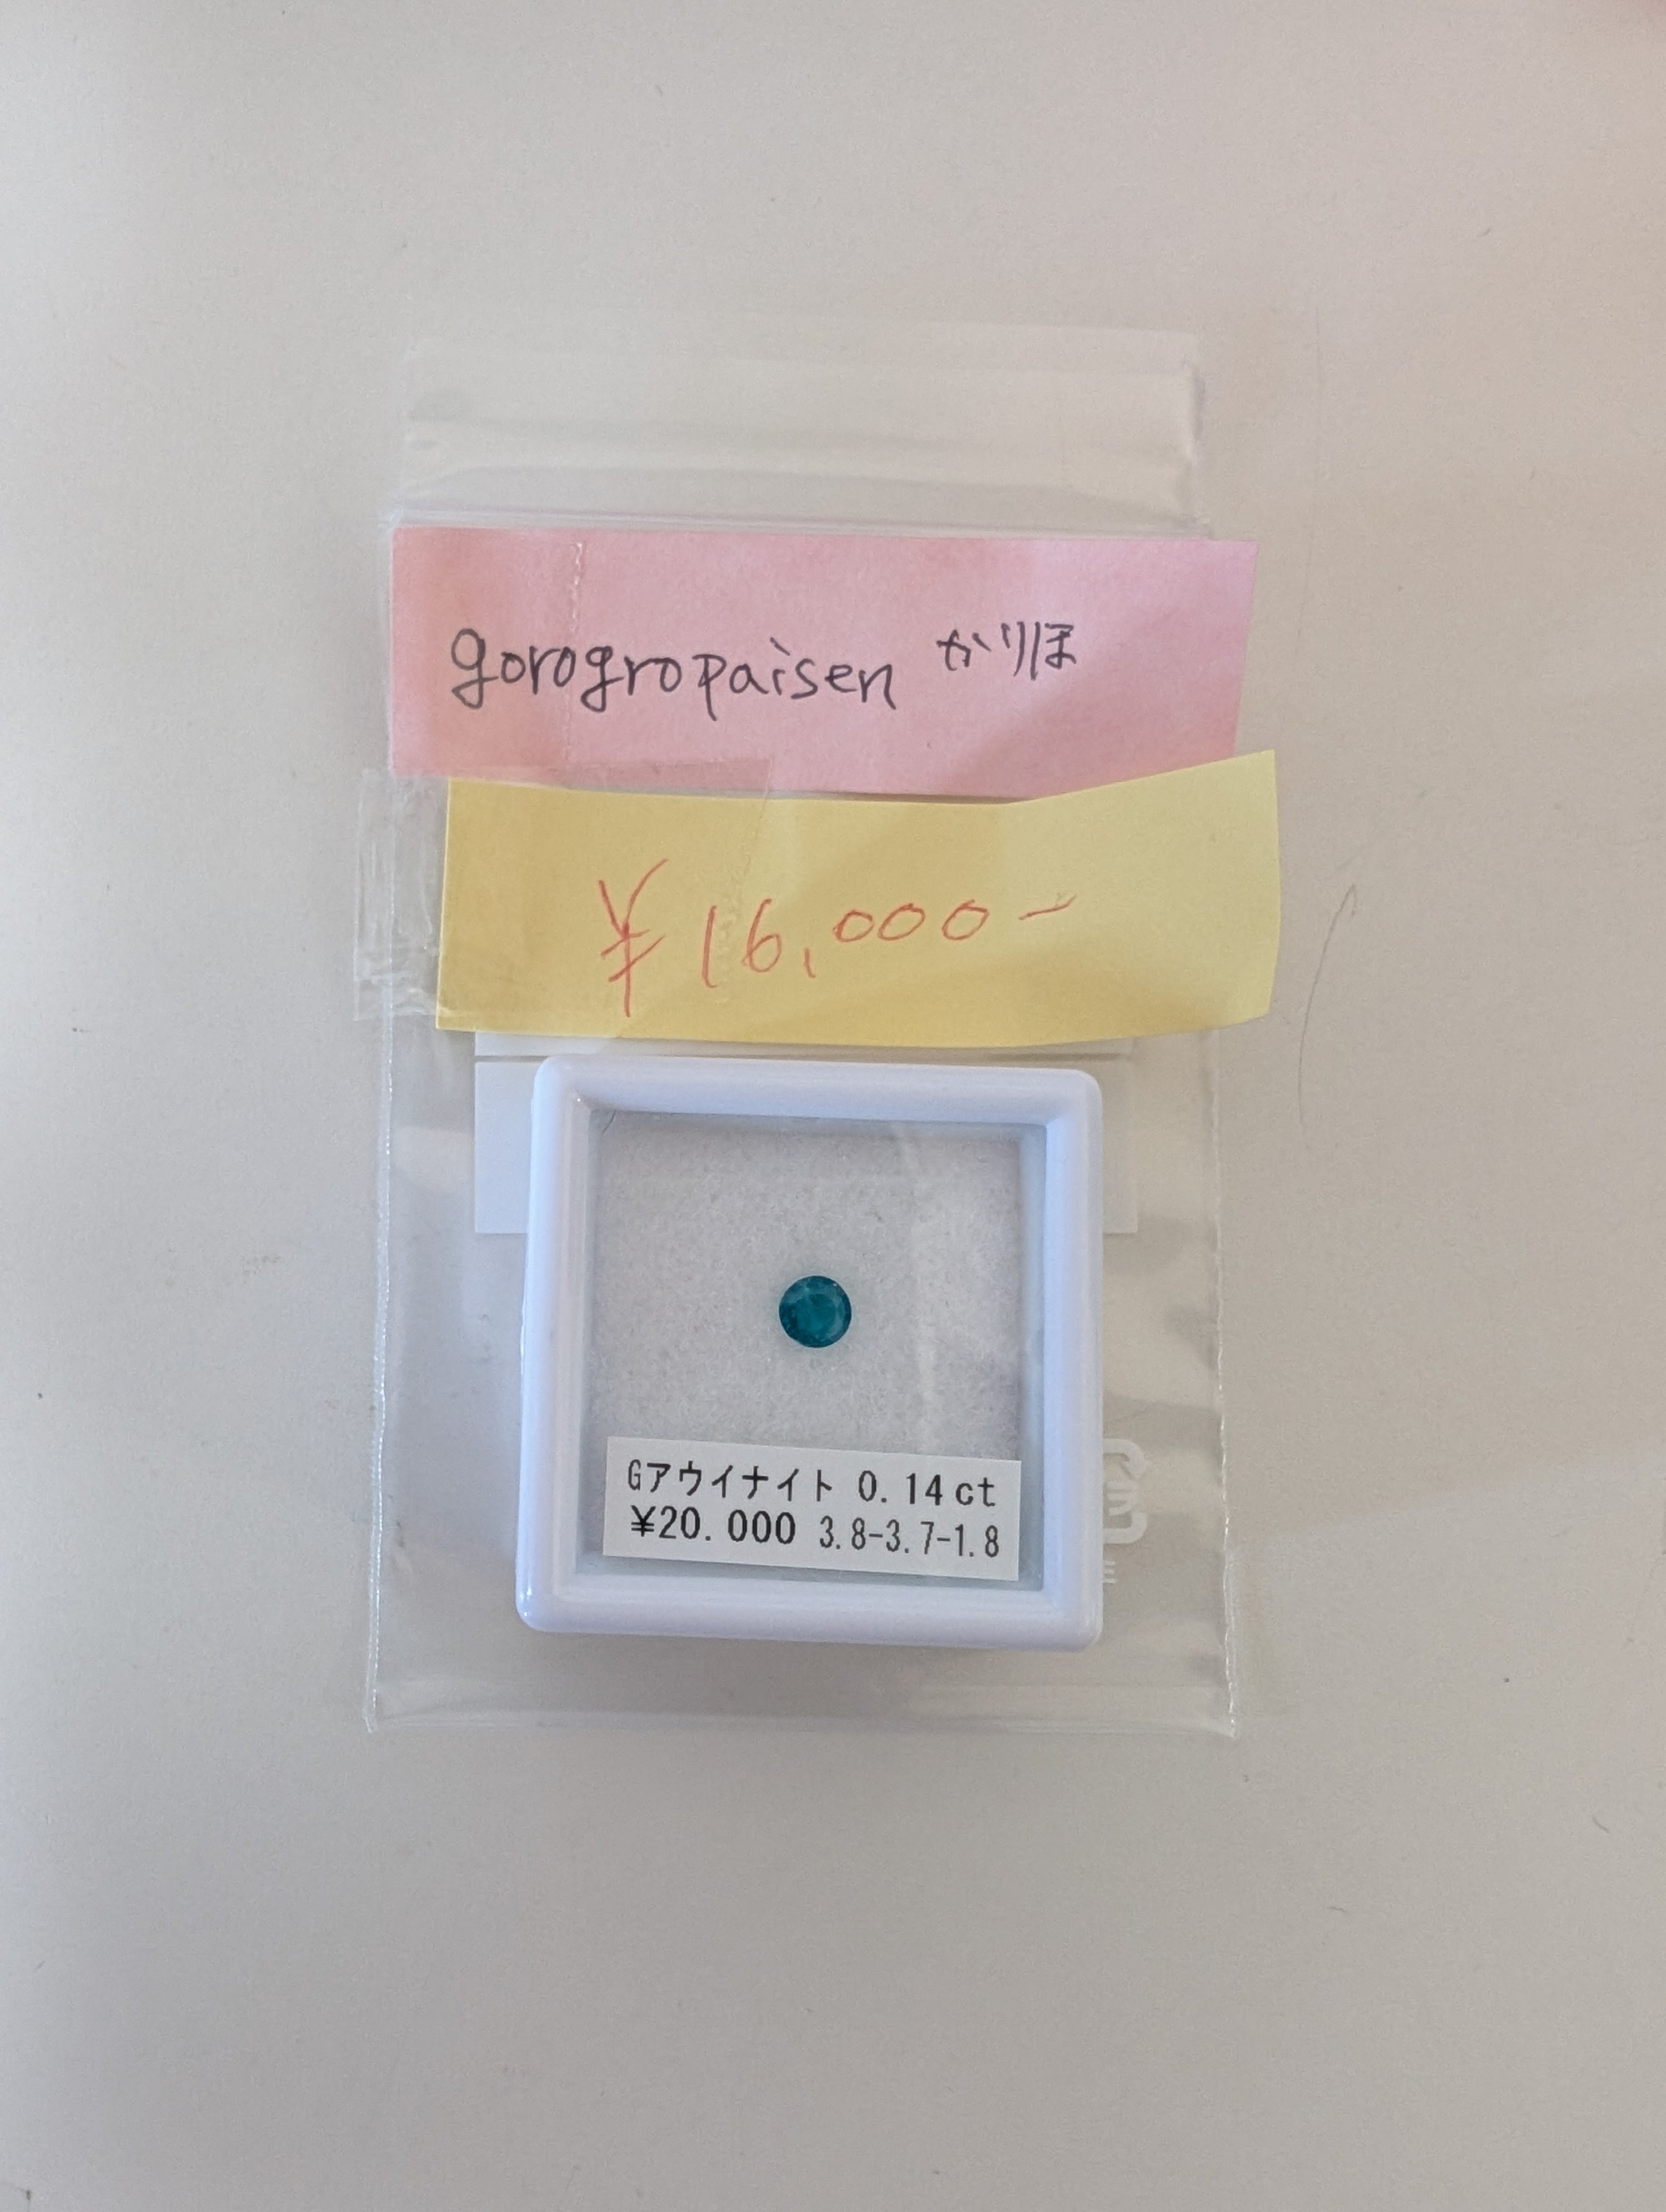 gorogropaisen かりほ
¥16,000-
Gアウイナイト 0.14ct
¥20.000 3.8-3.7-1.8